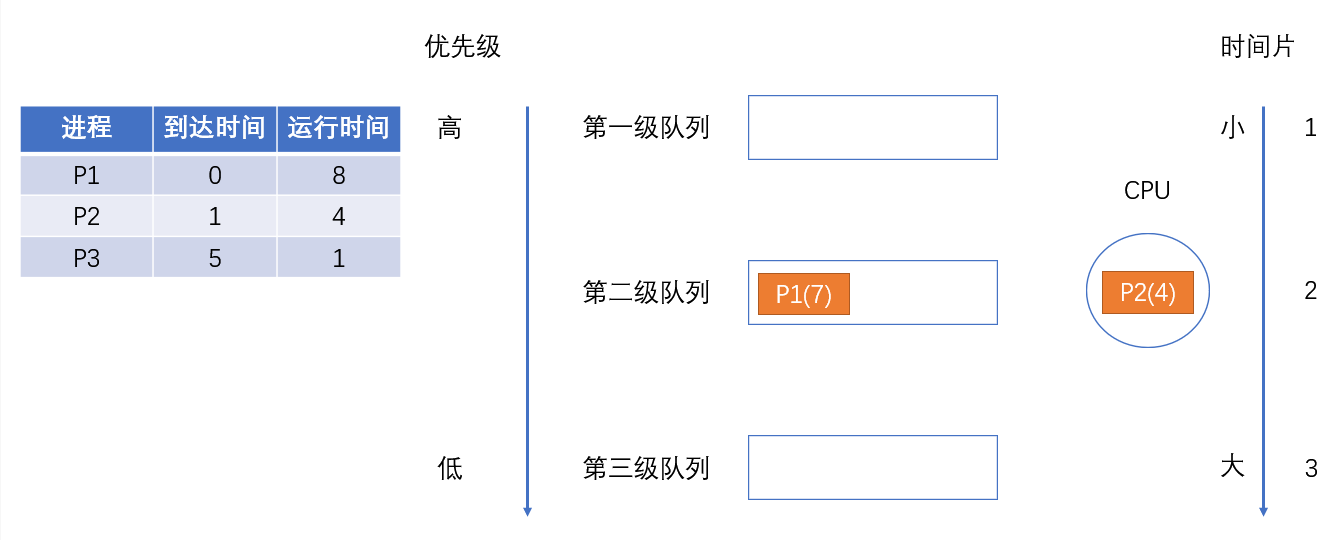 优先级
时间片
进程 到达时间 运行时间
P1 0 8
P2 1 4
P3 5 1
高
第一级队列
小
1
CPU
第二级队列
P1(7)
P2(4)
2
低
第三级队列
大
3